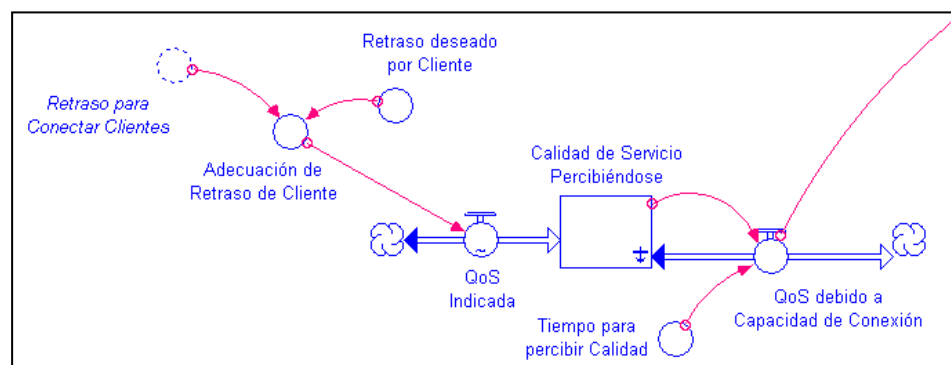 Retraso deseado
por Cliente
Retraso para
Conectar Clientes
Adecuación de
Retraso de Cliente
Calidad de Servicio
Percibiéndose
~
QoS
Indicada
QoS debido a
Capacidad de Conexión
Tiempo para
percibir Calidad